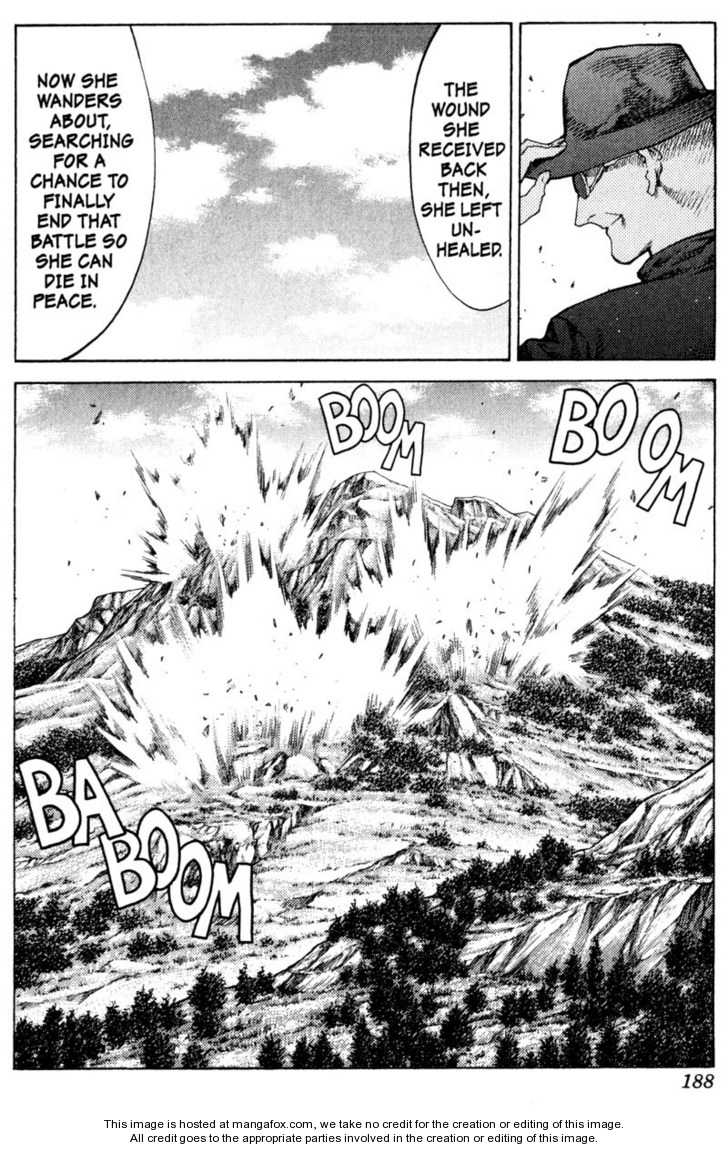 THE
WOUND
SHE
RECEIVED
BACK
THEN,
SHE LEFT
UN-
HEALED.
NOW SHE
WANDERS
ABOUT,
SEARCHING
FOR A
CHANCE TO
FINALLY
END THAT
BATTLE SO
SHE CAN
DIE IN
PEACE.
BOOM
BOOM
BA
BOOM
188
This image is hosted at mangafox.com, we take no credit for the creation or editing of this image.
All credit goes to the appropriate parties involved in the creation or editing of this image.